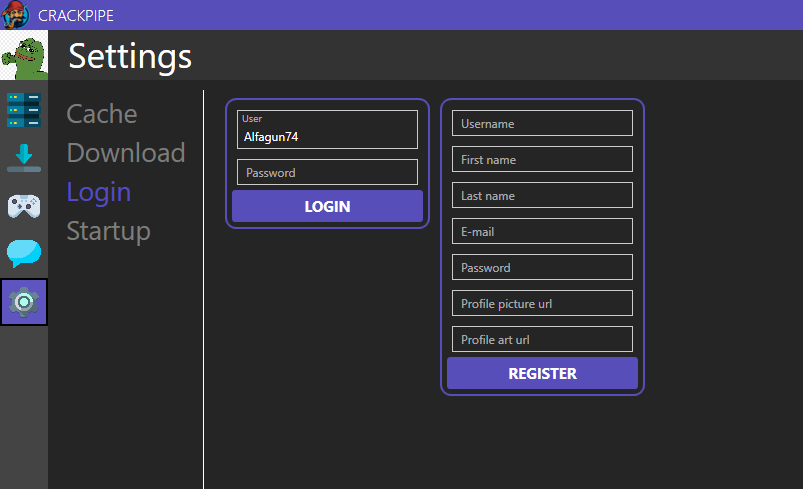 CRACKPIPE
Settings
Cache
Download
Login
Startup
User
Alfagun74
Password
LOGIN
Username
First name
Last name
E-mail
Password
Profile picture url
Profile art url
REGISTER